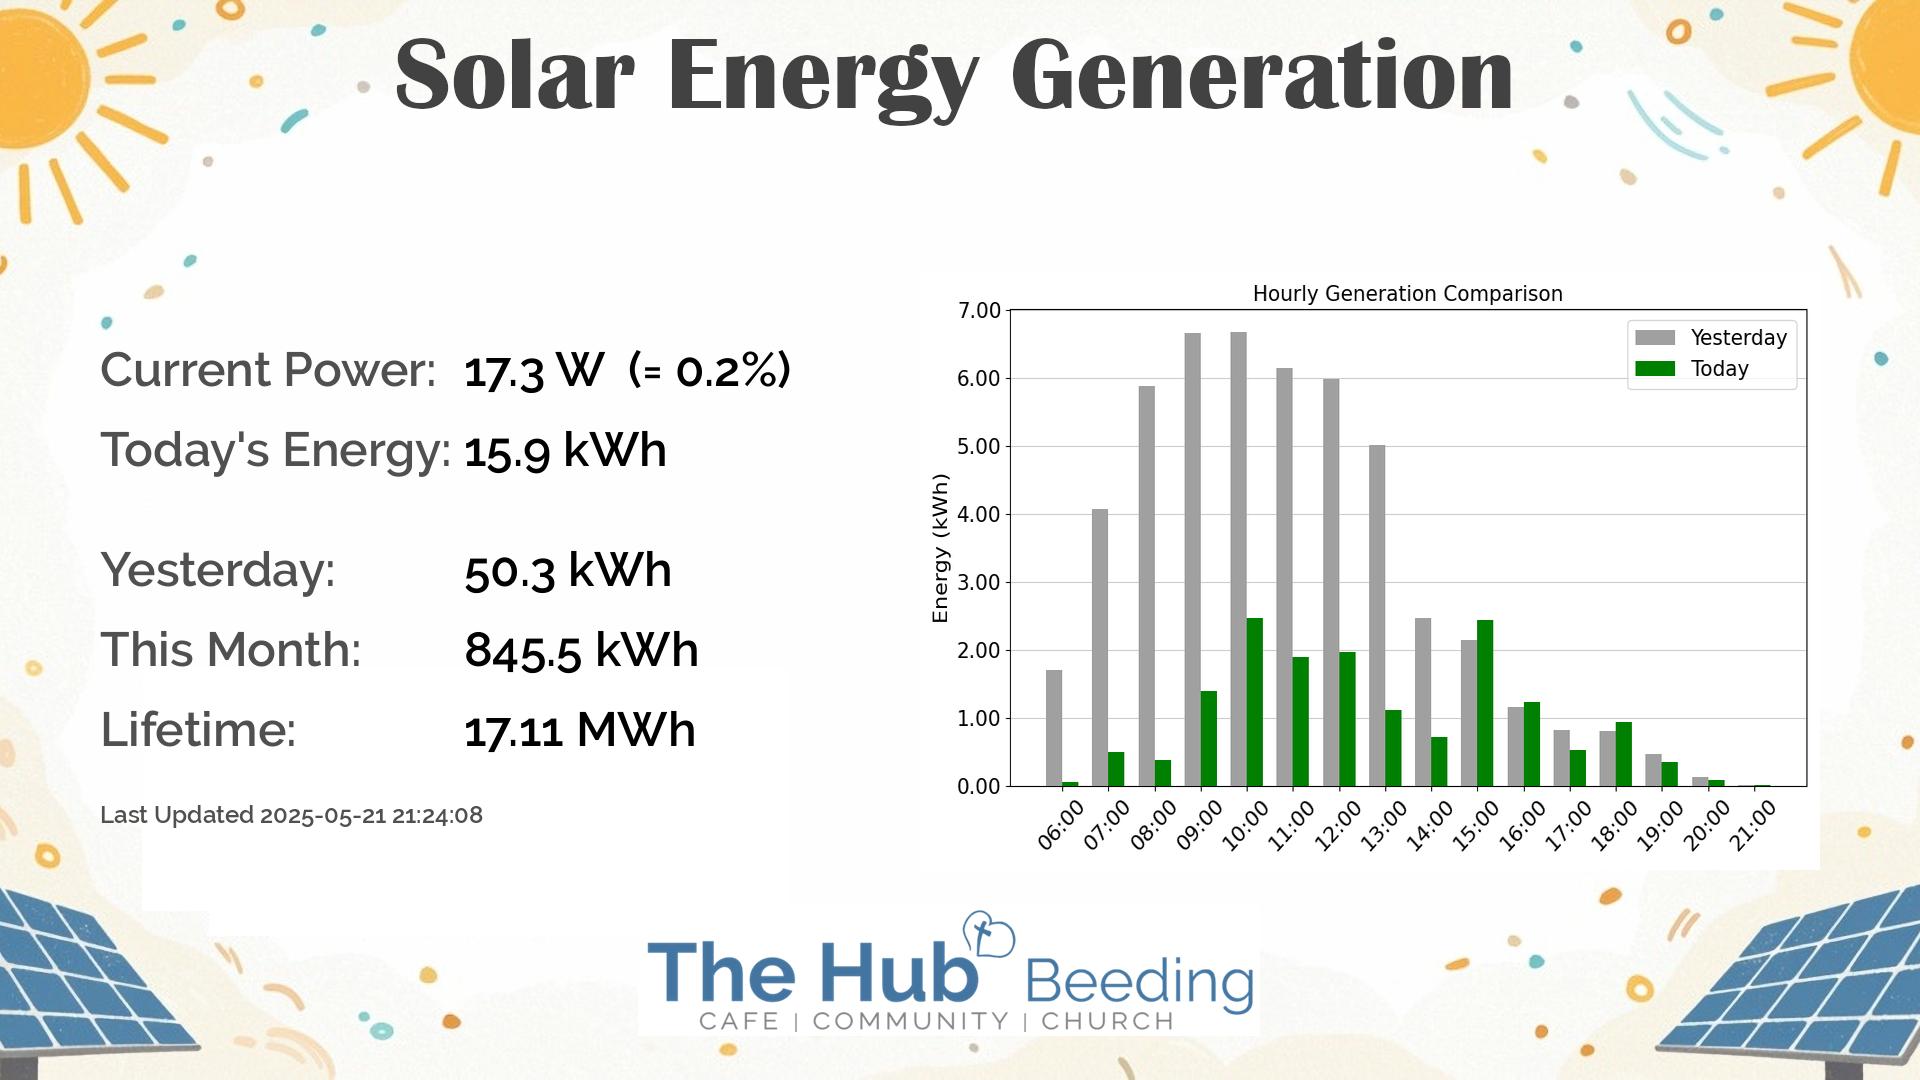 Solar Energy Generation
Current Power: 17.3 W (= 0.2%)
Today's Energy: 15.9 kWh
Yesterday: 50.3 kWh
This Month: 845.5 kWh
Lifetime: 17.11 MWh
Last Updated 2025-05-21 21:24:08
Hourly Generation Comparison
Yesterday
Today
Energy (kWh)
7.00
6.00
5.00
4.00
3.00
2.00
1.00
0.00
06:00 07:00 08:00 09:00 10:00 11:00 12:00 13:00 14:00 15:00 16:00 17:00 18:00 19:00 20:00 21:00
The Hub Beeding
CAFE | COMMUNITY | CHURCH